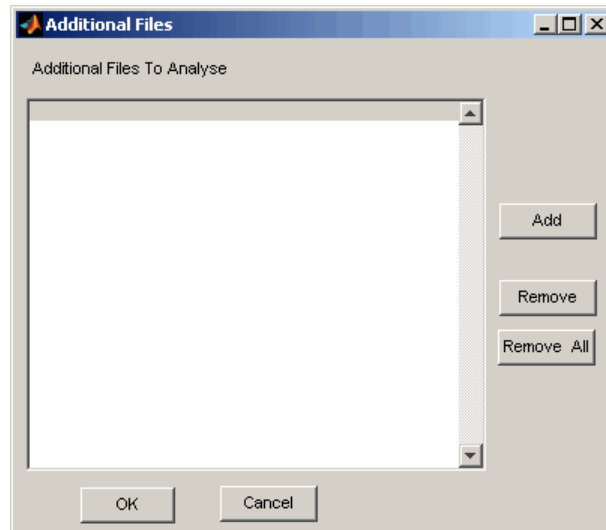 Additional Files
Additional Files To Analyse
Add
Remove
Remove All
OK
Cancel